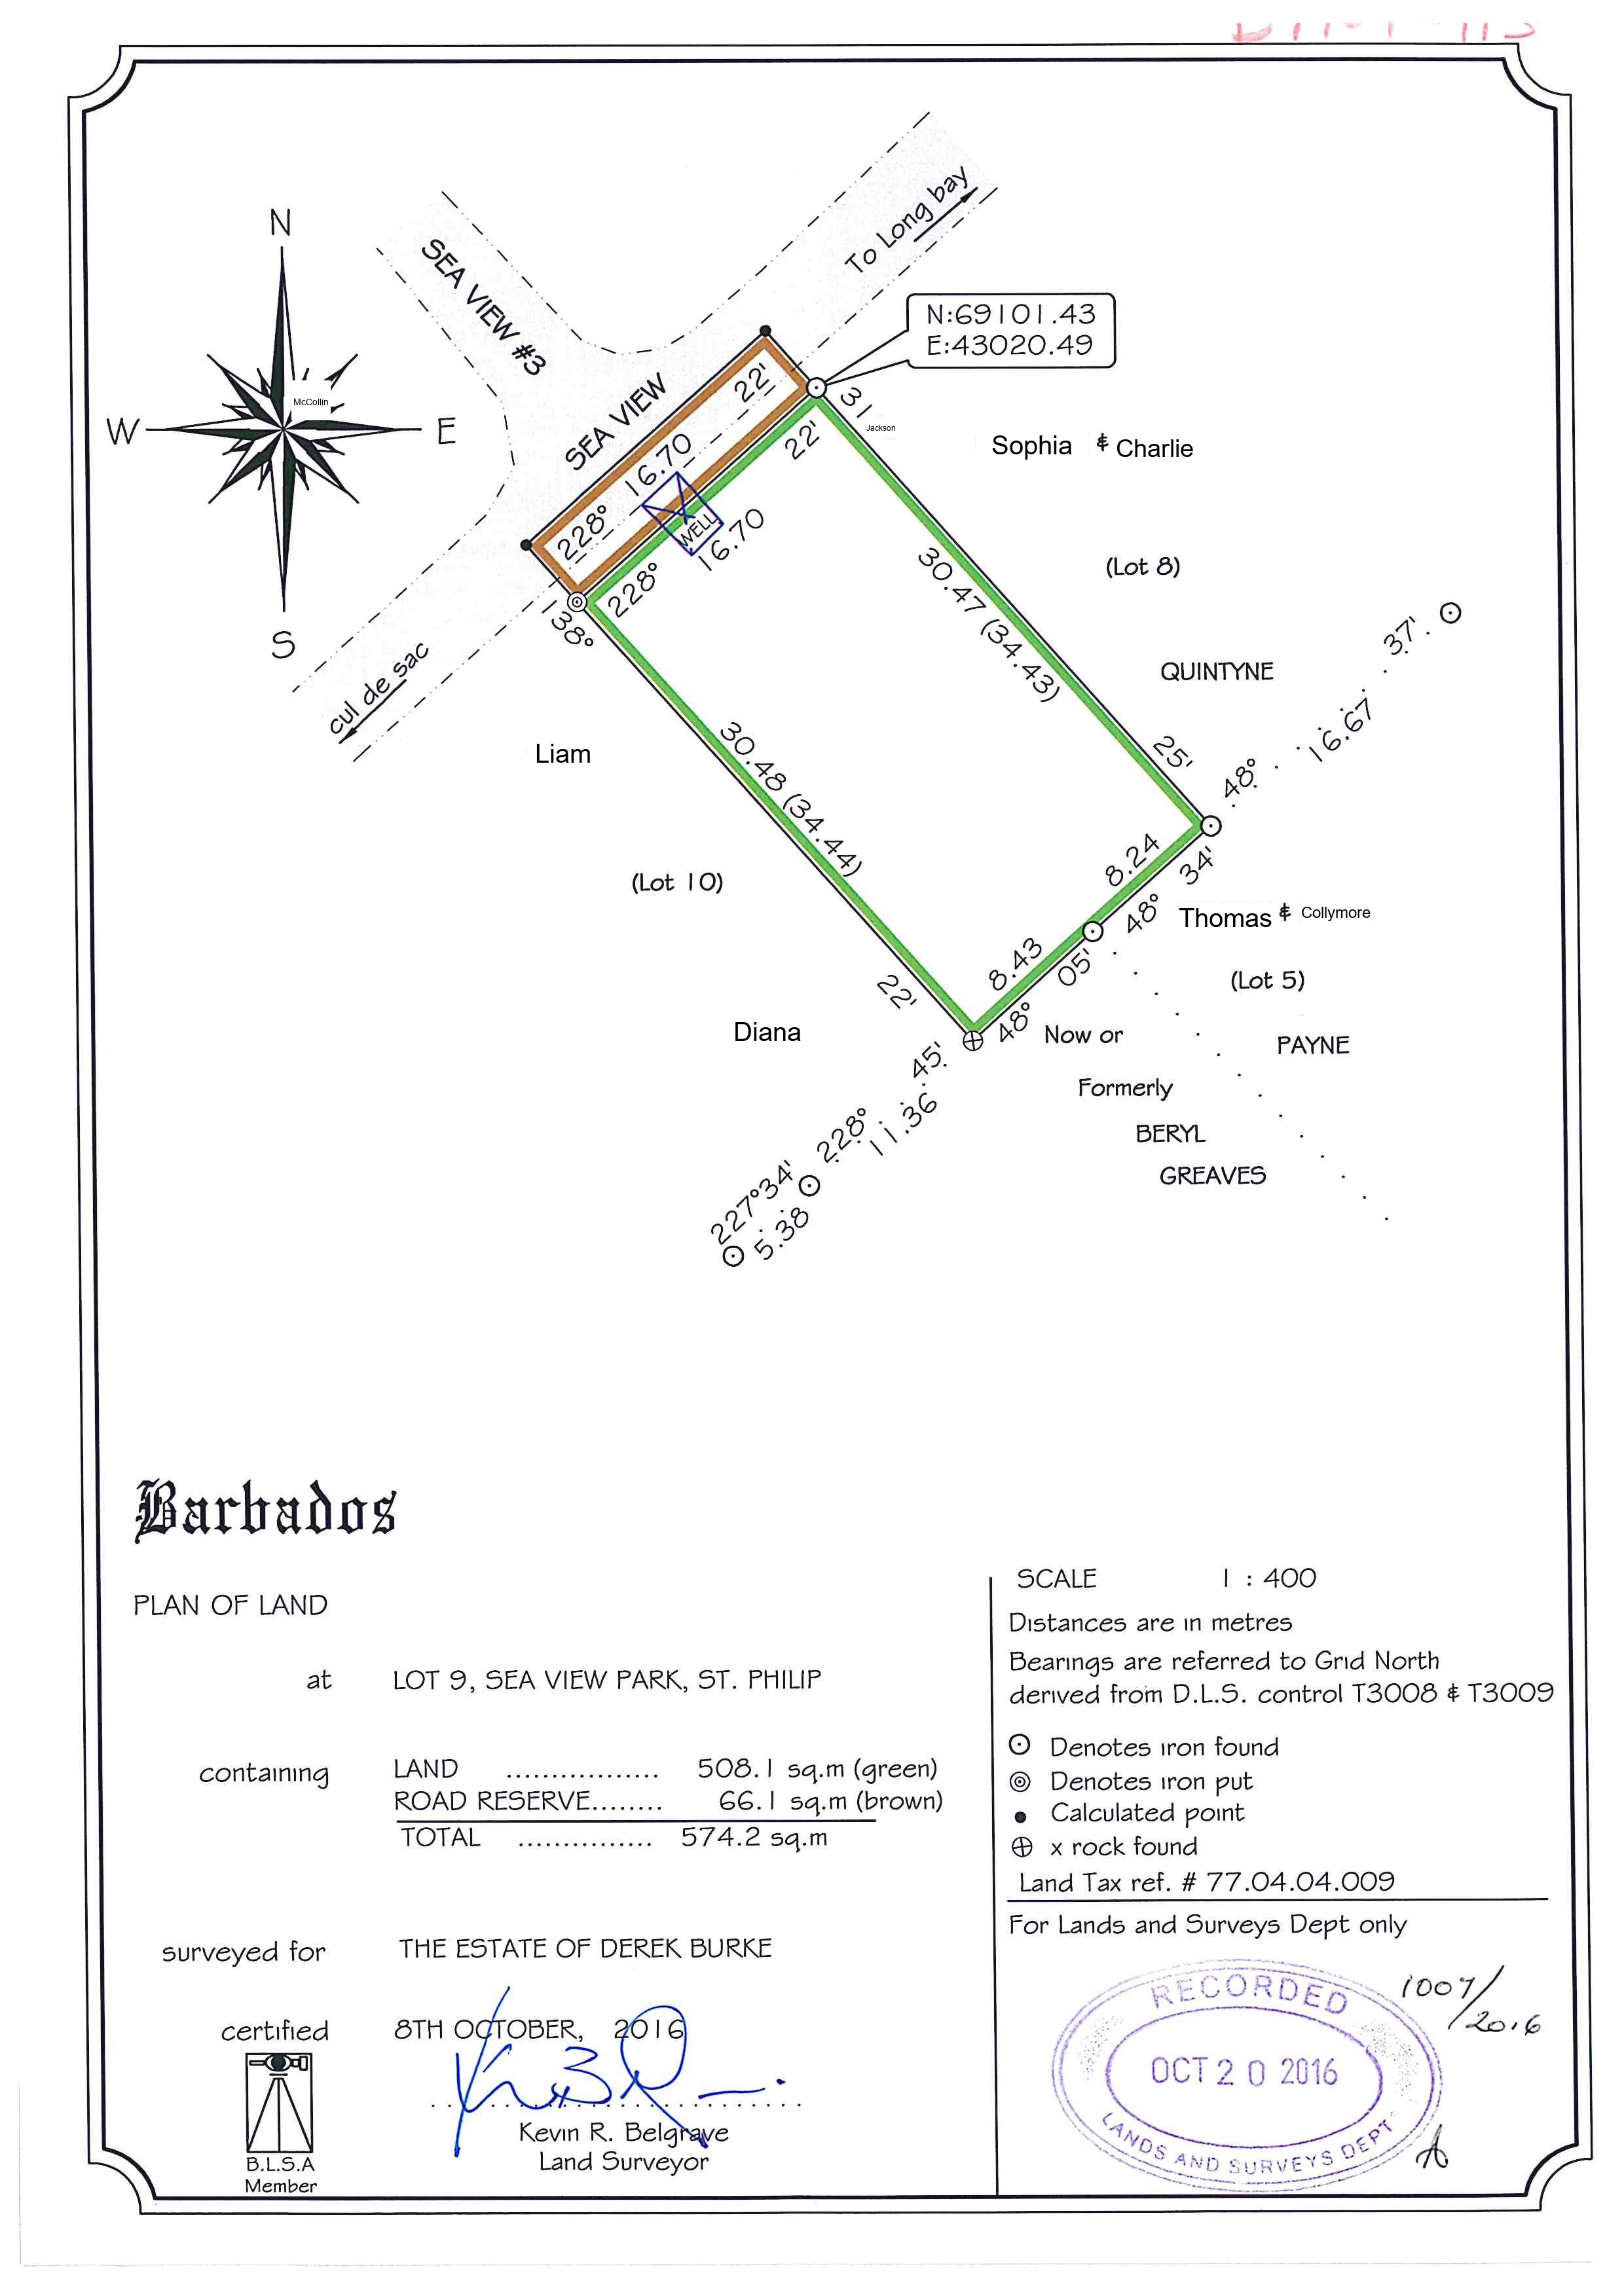 N
W
E
S
McCollin
SEA VIEW #3
SEA VIEW
To Long bay
cul de sac
N:69101.43
E:43020.49
228° 16.70 22'
WELL
228° 16.70 22'
31
Jackson
Sophia & Charlie
(Lot 8)
QUINTYNE
30.47 (34.43)
25'
48° 16.67 37'
138°
30.48 (34.44)
22'
Liam
(Lot 10)
Diana
8.24
48° 34'
8.43
48° 05'
Thomas & Collymore
(Lot 5)
PAYNE
Now or
Formerly
BERYL
GREAVES
228° 45'
11.36
227°34'
5.38
Barbados
PLAN OF LAND
at LOT 9, SEA VIEW PARK, ST. PHILIP
containing
LAND ................. 508.1 sq.m (green)
ROAD RESERVE........ 66.1 sq.m (brown)
TOTAL ............... 574.2 sq.m
surveyed for THE ESTATE OF DEREK BURKE
certified 8TH OCTOBER, 2016
Kevin R. Belgrave
Land Surveyor
B.L.S.A
Member
SCALE 1 : 400
Distances are in metres
Bearings are referred to Grid North
derived from D.L.S. control T3008 & T3009
Denotes iron found
Denotes iron put
Calculated point
x rock found
Land Tax ref. # 77.04.04.009
For Lands and Surveys Dept only
RECORDED
OCT 20 2016
LANDS AND SURVEYS DEPT
1007/2016